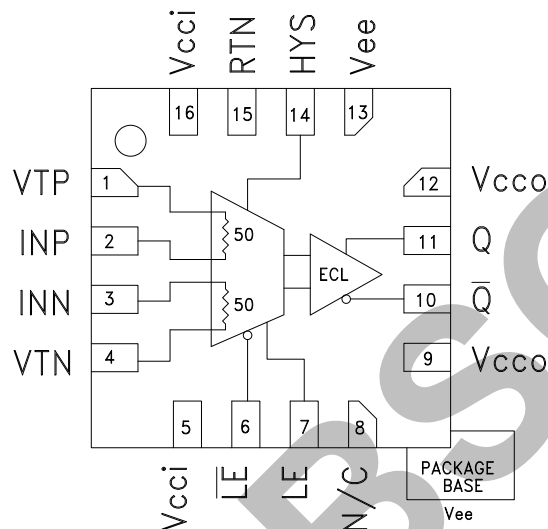 Vcci
RTN
HYS
Vee
16
15
14
13
VTP
1
12
Vcco
50
INP
2
11
Q
ECL
INN
3
50
10
Q̅
VTN
4
9
Vcco
5
6
7
8
Vcci
L̅E̅
LE
N/C
PACKAGE
BASE
Vee
BS